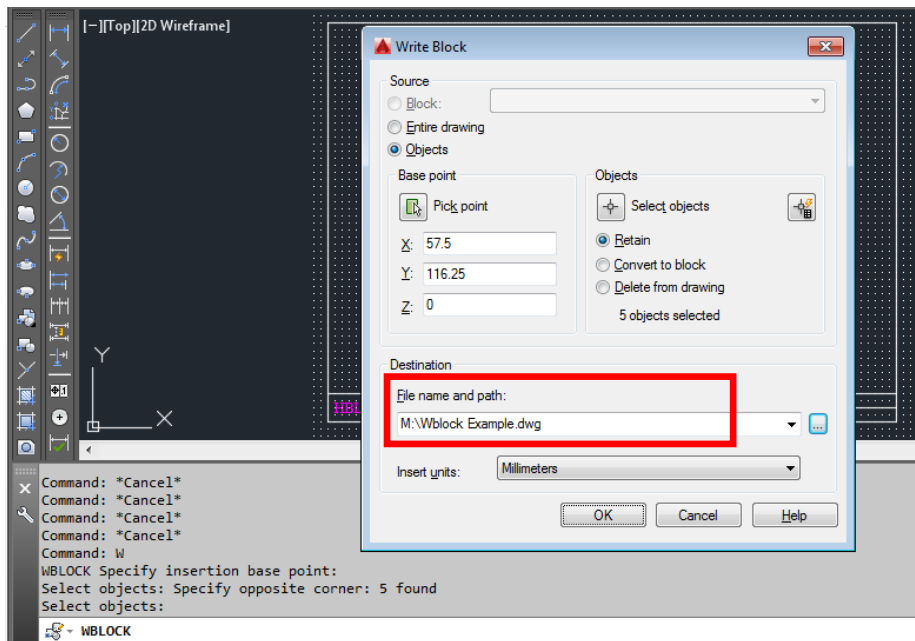 [−][Top][2D Wireframe]
Write Block
Source
Block:
Entire drawing
Objects
Base point
Pick point
X: 57.5
Y: 116.25
Z: 0
Objects
Select objects
Retain
Convert to block
Delete from drawing
5 objects selected
Destination
File name and path:
M:\Wblock Example.dwg
...
Insert units: Millimeters
OK Cancel Help
Y
X
Command: *Cancel*
Command: *Cancel*
Command: *Cancel*
Command: *Cancel*
Command: W
WBLOCK Specify insertion base point:
Select objects: Specify opposite corner: 5 found
Select objects:
WBLOCK